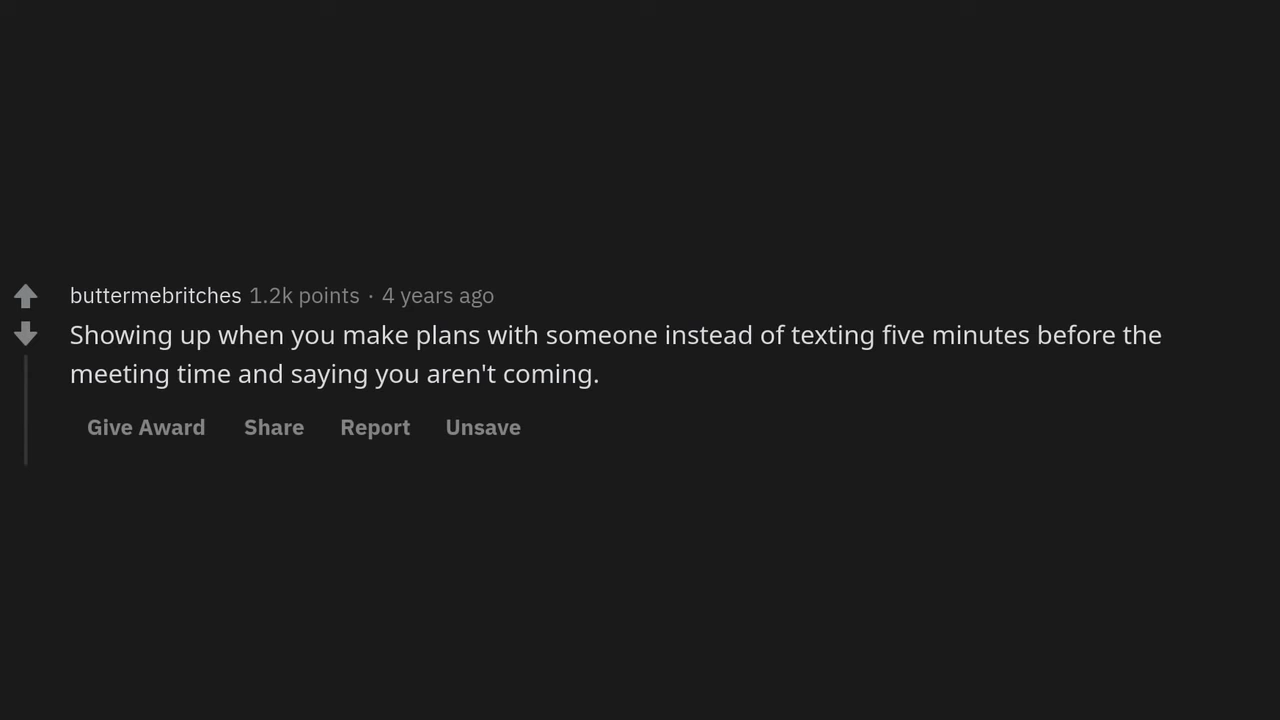 buttermebritches 1.2k points · 4 years ago
Showing up when you make plans with someone instead of texting five minutes before the
meeting time and saying you aren't coming.
Give Award Share Report Unsave